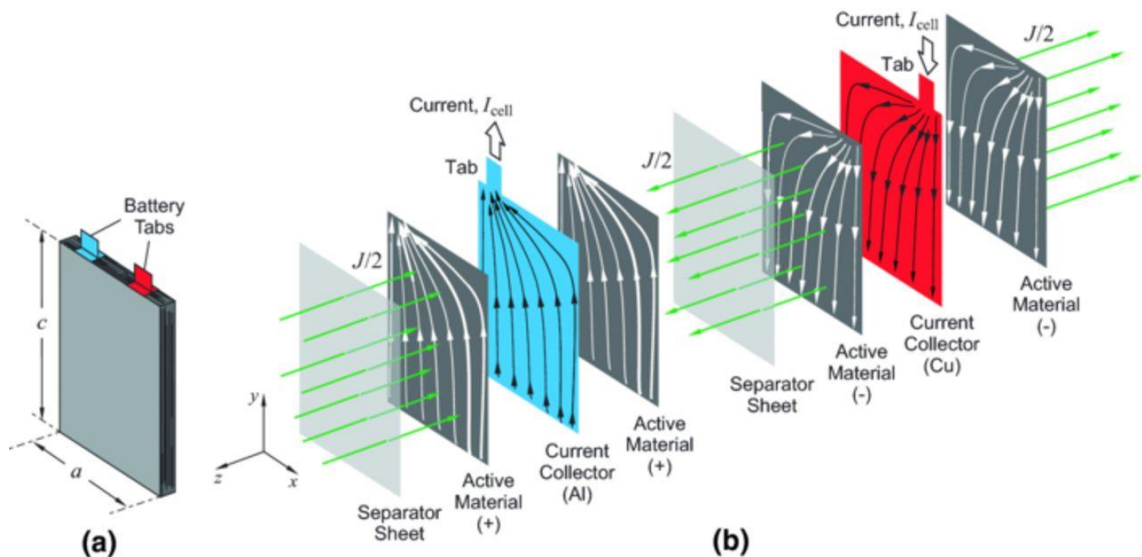 Battery
Tabs
c
a
(a)
y
z
x
Current, I_cell
Tab
J/2
Separator
Sheet
Active
Material
(+)
Current
Collector
(Al)
Active
Material
(+)
Current, I_cell
Tab
J/2
J/2
Separator
Sheet
Active
Material
(-)
Current
Collector
(Cu)
Active
Material
(-)
(b)